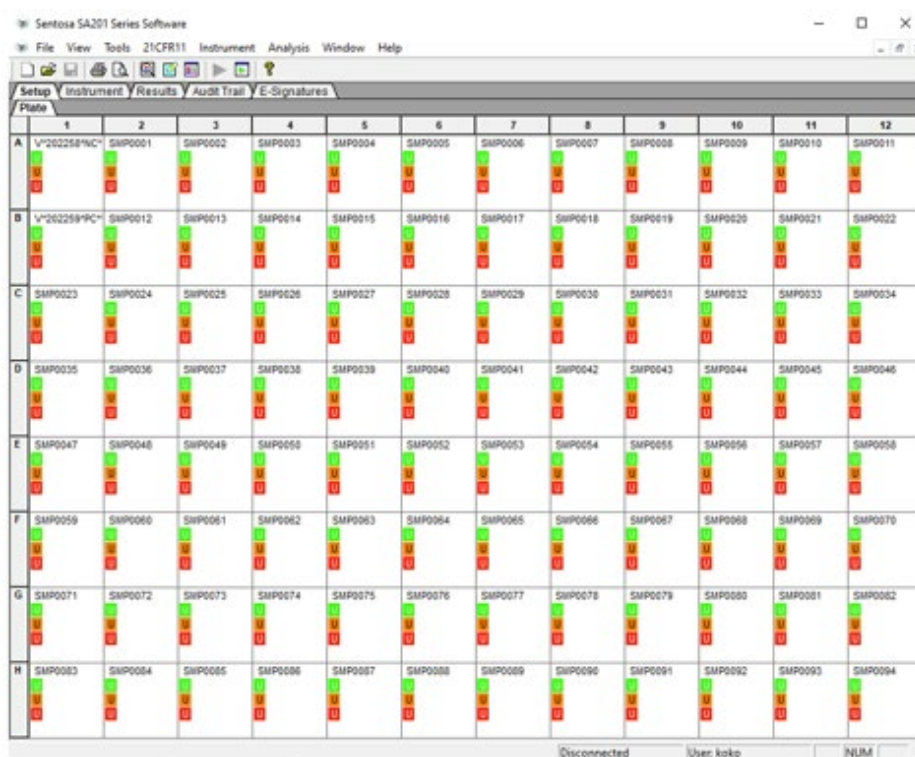 Sentosa SA201 Series Software
File View Tools 21CFR11 Instrument Analysis Window Help
Setup Instrument Results Audit Trail E-Signatures
Plate
1 2 3 4 5 6 7 8 9 10 11 12
A V*202258*NC* SMP0001 SMP0002 SMP0003 SMP0004 SMP0005 SMP0006 SMP0007 SMP0008 SMP0009 SMP0010 SMP0011
U U U U U U U U U U U U
U U U U U U U U U U U U
U U U U U U U U U U U U
B V*202259*PC* SMP0012 SMP0013 SMP0014 SMP0015 SMP0016 SMP0017 SMP0018 SMP0019 SMP0020 SMP0021 SMP0022
U U U U U U U U U U U U
U U U U U U U U U U U U
U U U U U U U U U U U U
C SMP0023 SMP0024 SMP0025 SMP0026 SMP0027 SMP0028 SMP0029 SMP0030 SMP0031 SMP0032 SMP0033 SMP0034
U U U U U U U U U U U U
U U U U U U U U U U U U
U U U U U U U U U U U U
D SMP0035 SMP0036 SMP0037 SMP0038 SMP0039 SMP0040 SMP0041 SMP0042 SMP0043 SMP0044 SMP0045 SMP0046
U U U U U U U U U U U U
U U U U U U U U U U U U
U U U U U U U U U U U U
E SMP0047 SMP0048 SMP0049 SMP0050 SMP0051 SMP0052 SMP0053 SMP0054 SMP0055 SMP0056 SMP0057 SMP0058
U U U U U U U U U U U U
U U U U U U U U U U U U
U U U U U U U U U U U U
F SMP0059 SMP0060 SMP0061 SMP0062 SMP0063 SMP0064 SMP0065 SMP0066 SMP0067 SMP0068 SMP0069 SMP0070
U U U U U U U U U U U U
U U U U U U U U U U U U
U U U U U U U U U U U U
G SMP0071 SMP0072 SMP0073 SMP0074 SMP0075 SMP0076 SMP0077 SMP0078 SMP0079 SMP0080 SMP0081 SMP0082
U U U U U U U U U U U U
U U U U U U U U U U U U
U U U U U U U U U U U U
H SMP0083 SMP0084 SMP0085 SMP0086 SMP0087 SMP0088 SMP0089 SMP0090 SMP0091 SMP0092 SMP0093 SMP0094
U U U U U U U U U U U U
U U U U U U U U U U U U
U U U U U U U U U U U U
Disconnected User: koko NUM